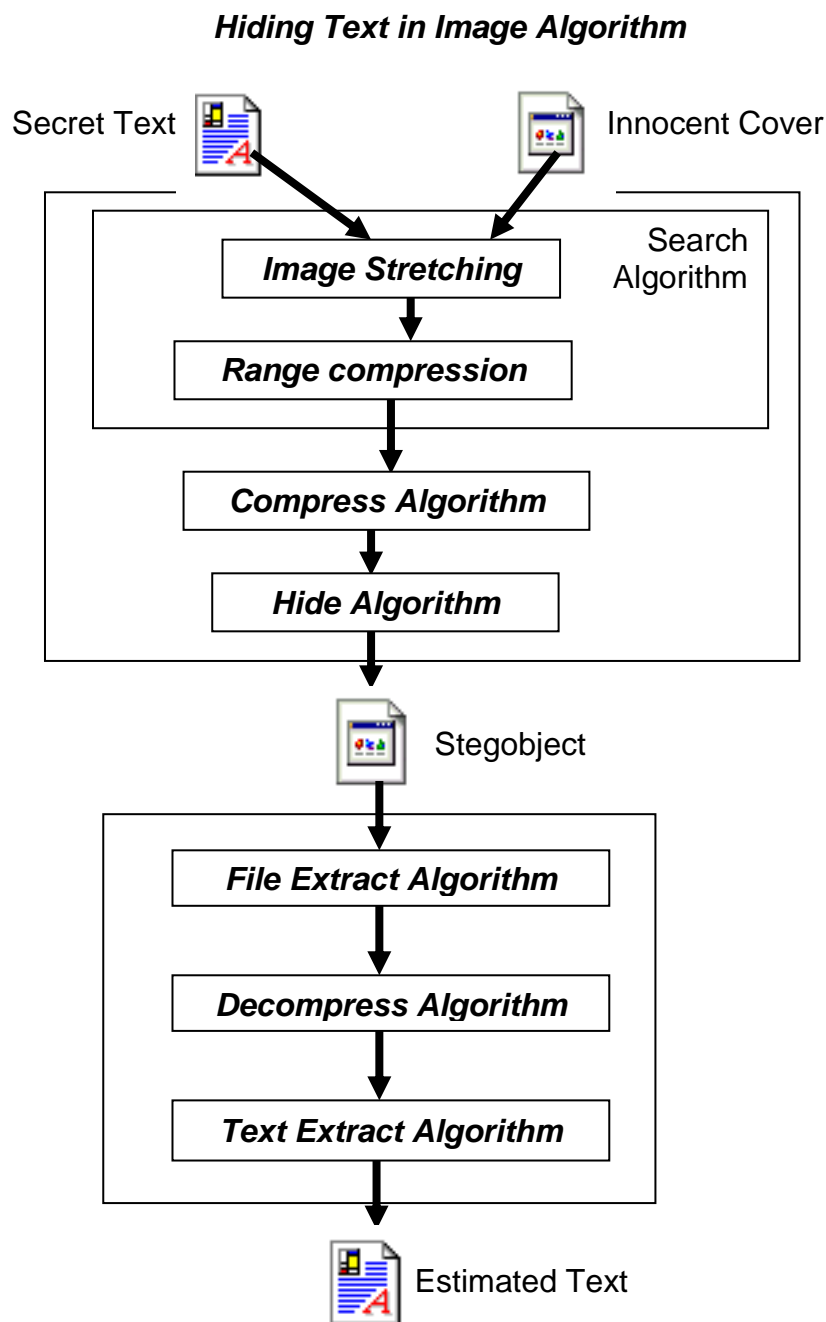 Hiding Text in Image Algorithm
Secret Text
Innocent Cover
Search
Algorithm
Image Stretching
Range compression
Compress Algorithm
Hide Algorithm
Stegobject
File Extract Algorithm
Decompress Algorithm
Text Extract Algorithm
Estimated Text